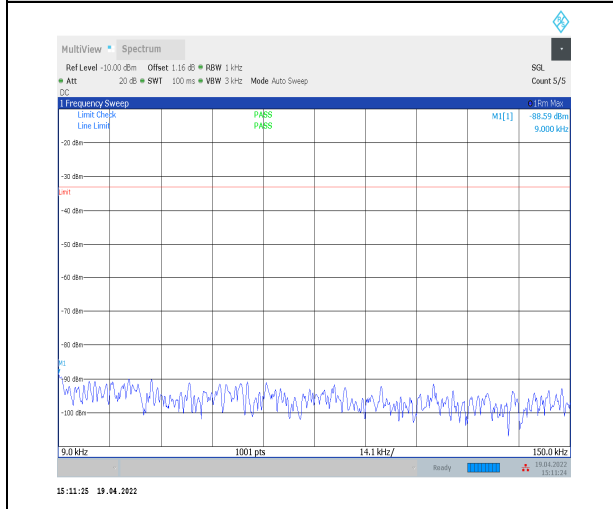 MultiView Spectrum
Ref Level -10.00 dBm Offset 1.16 dB RBW 1 kHz SGL
Att 20 dB SWT 100 ms VBW 3 kHz Mode Auto Sweep Count 5/5
DC
1 Frequency Sweep 1Rm Max
Limit Check PASS M1[1] -88.59 dBm
Line Limit PASS 9.000 kHz
-20 dBm
-30 dBm
Limit
-40 dBm
-50 dBm
-60 dBm
-70 dBm
-80 dBm
M1
-90 dBm
-100 dBm
9.0 kHz 1001 pts 14.1 kHz/ 150.0 kHz
Ready 19.04.2022
15:11:24
15:11:25 19.04.2022